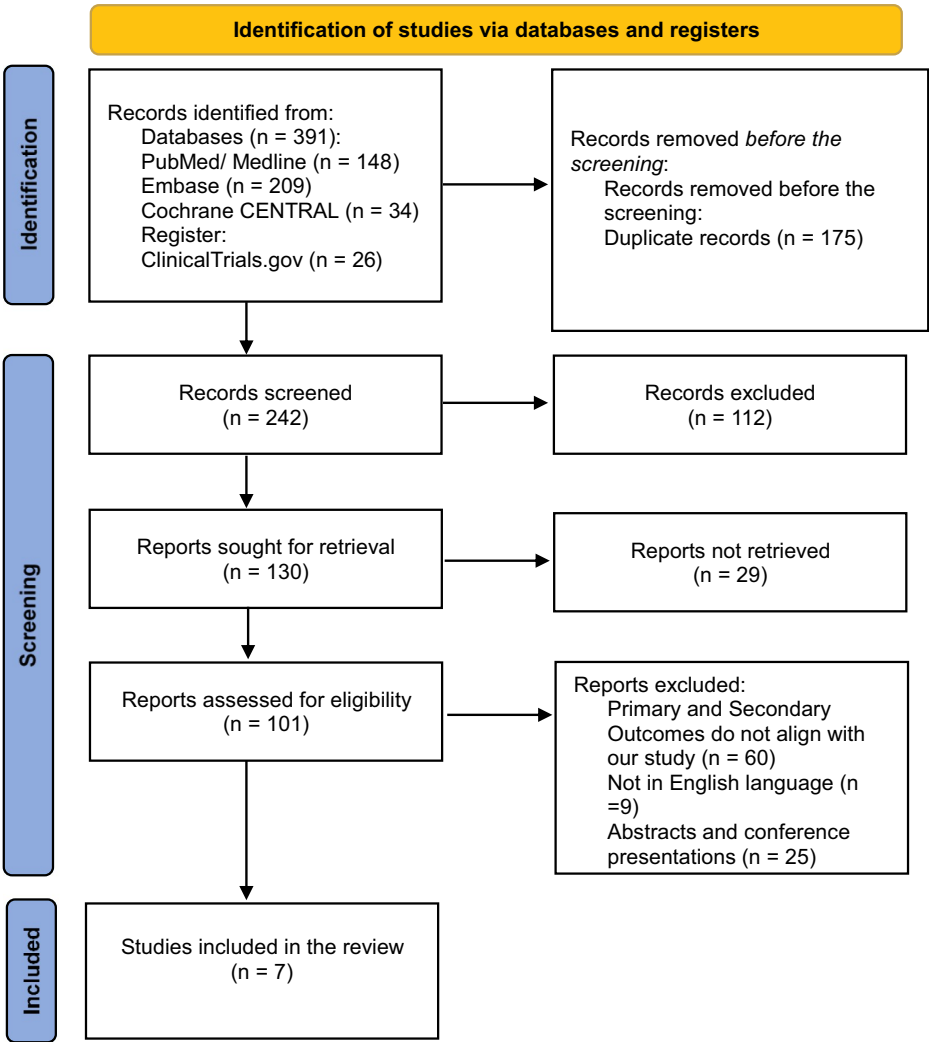 Identification of studies via databases and registers
Identification
Records identified from:
Databases (n = 391):
PubMed/ Medline (n = 148)
Embase (n = 209)
Cochrane CENTRAL (n = 34)
Register:
ClinicalTrials.gov (n = 26)
Records removed before the
screening:
Records removed before the
screening:
Duplicate records (n = 175)
Screening
Records screened
(n = 242)
Records excluded
(n = 112)
Reports sought for retrieval
(n = 130)
Reports not retrieved
(n = 29)
Reports assessed for eligibility
(n = 101)
Reports excluded:
Primary and Secondary
Outcomes do not align with
our study (n = 60)
Not in English language (n
=9)
Abstracts and conference
presentations (n = 25)
Included
Studies included in the review
(n = 7)